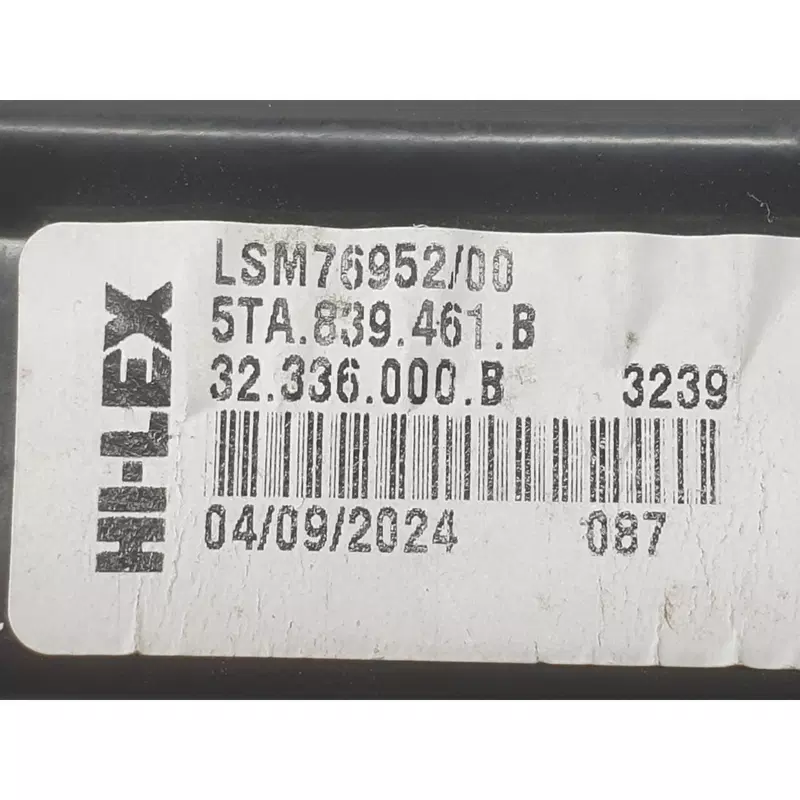 HI-LEX
LSM76952/00
5TA.839.461.B
32.336.000.B 3239
04/09/2024 087